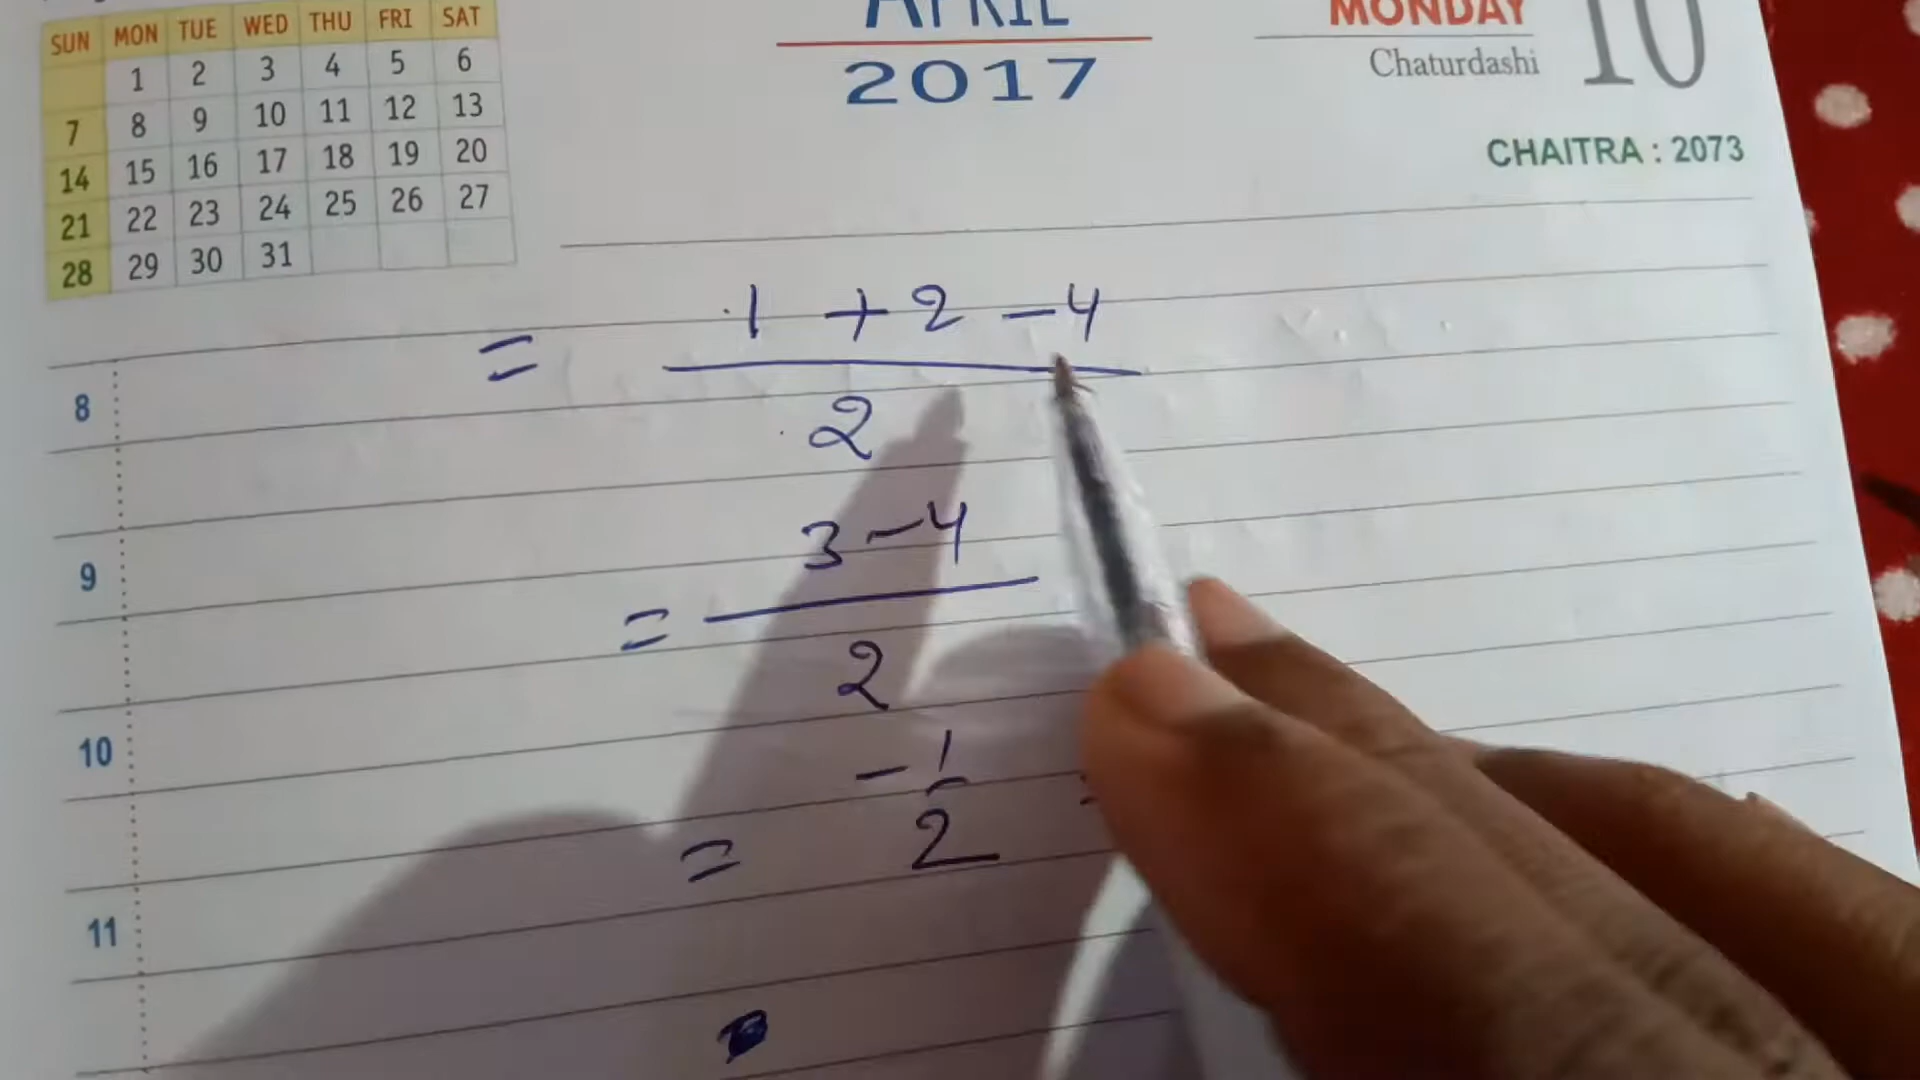 APRIL
2017
MONDAY
10
Chaturdashi
CHAITRA : 2073
SUN MON TUE WED THU FRI SAT
1 2 3 4 5 6
7 8 9 10 11 12 13
14 15 16 17 18 19 20
21 22 23 24 25 26 27
28 29 30 31
= 1 + 2 - 4
2
8
3 - 4
= 
2
9
- 1
= 2
10
11